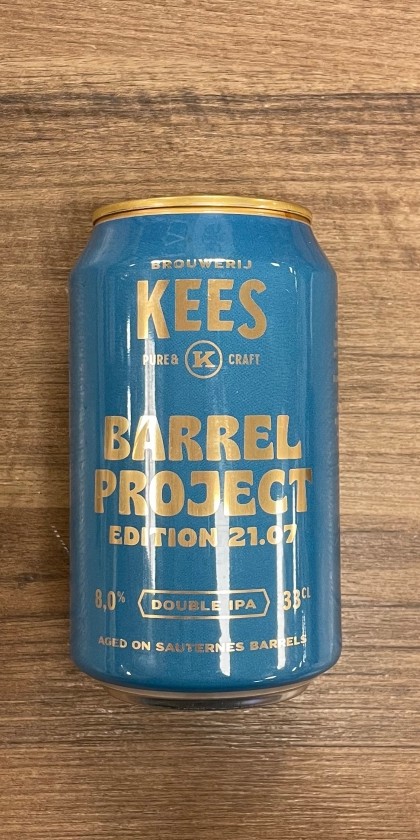 BROUWERIJ
KEES
PURE & K CRAFT
BARREL
PROJECT
EDITION 21.07
8,0% DOUBLE IPA 33CL
AGED ON SAUTERNES BARRELS